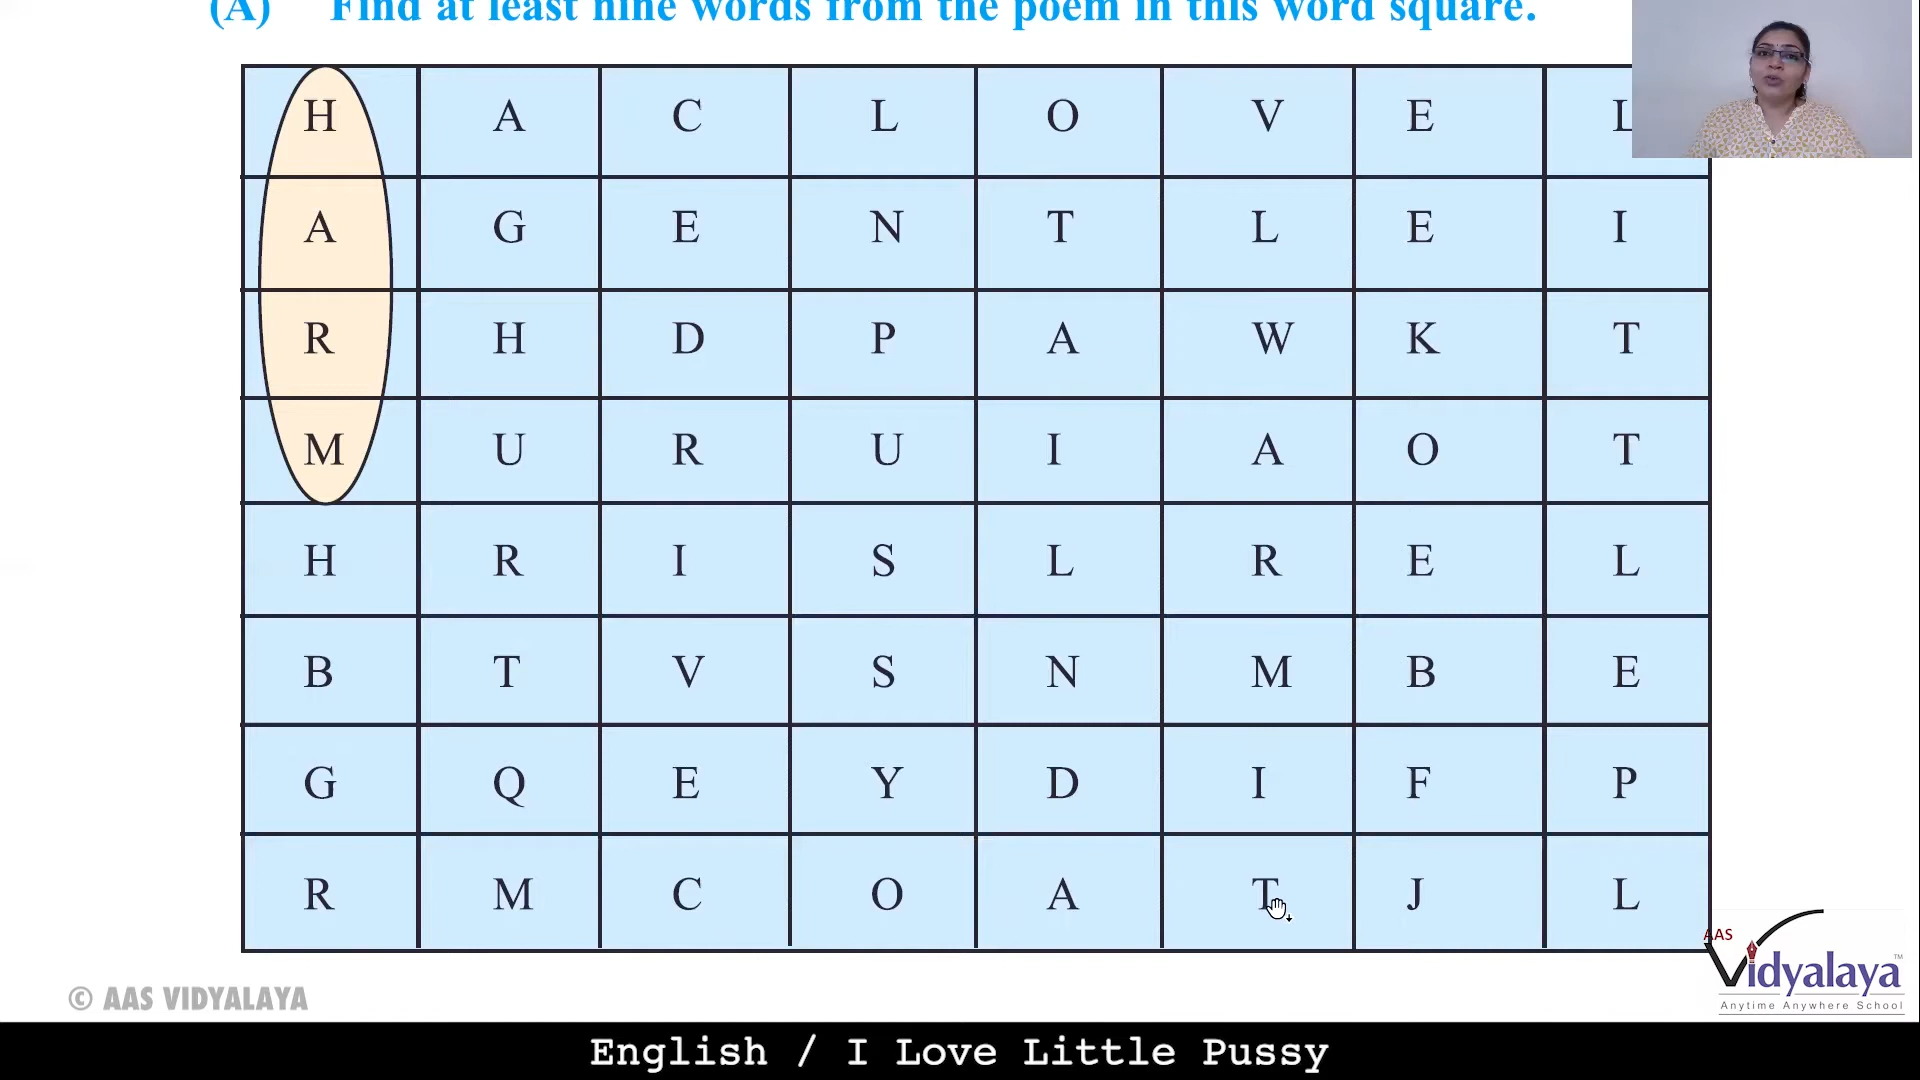 (A) Find at least nine words from the poem in this word square.
H A C L O V E L
A G E N T L E I
R H D P A W K T
M U R U I A O T
H R I S L R E L
B T V S N M B E
G Q E Y D I F P
R M C O A T J L
AAS
Vidyalaya™
Anytime Anywhere School
© AAS VIDYALAYA
English / I Love Little Pussy